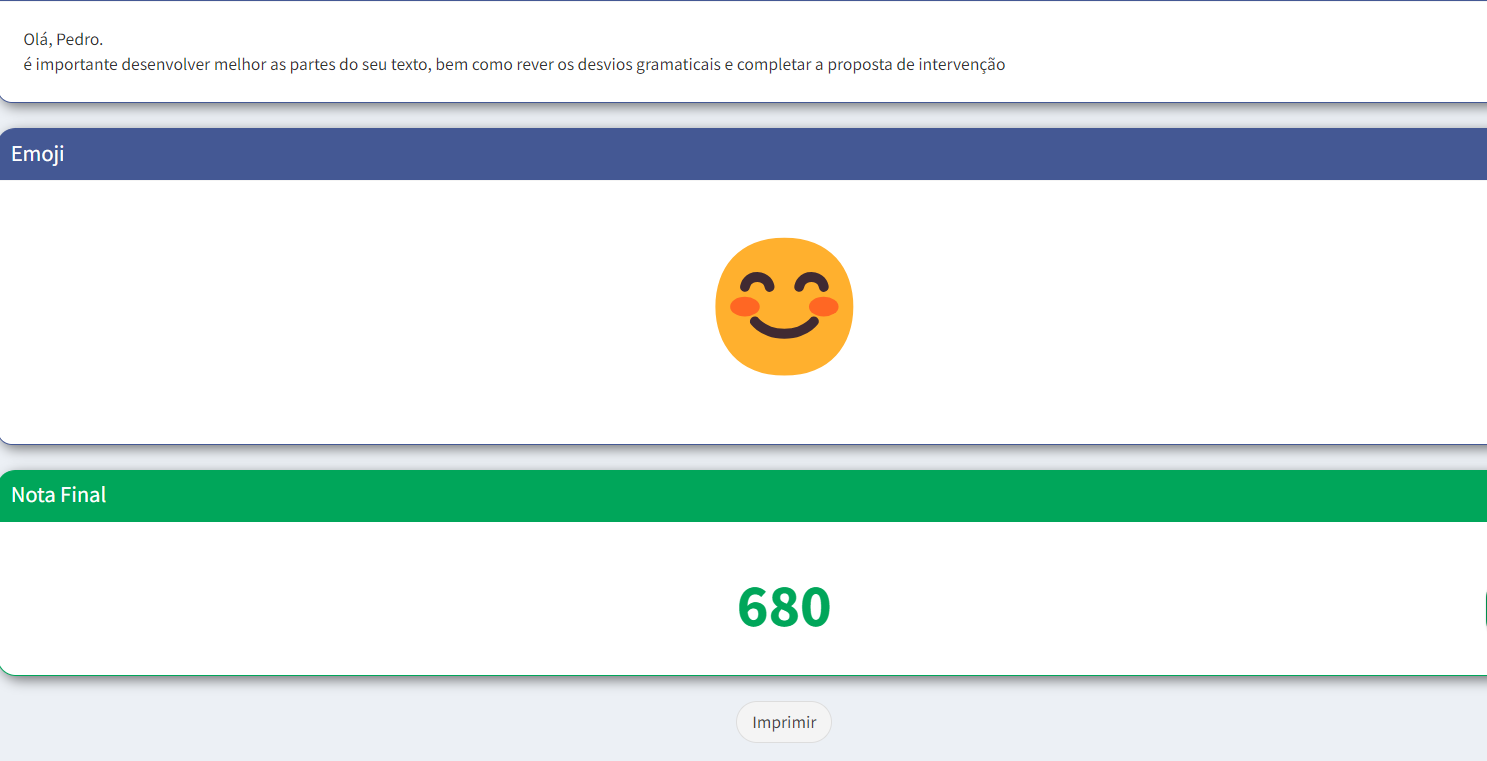 Olá, Pedro.
é importante desenvolver melhor as partes do seu texto, bem como rever os desvios gramaticais e completar a proposta de intervenção
Emoji
Nota Final
680
Imprimir